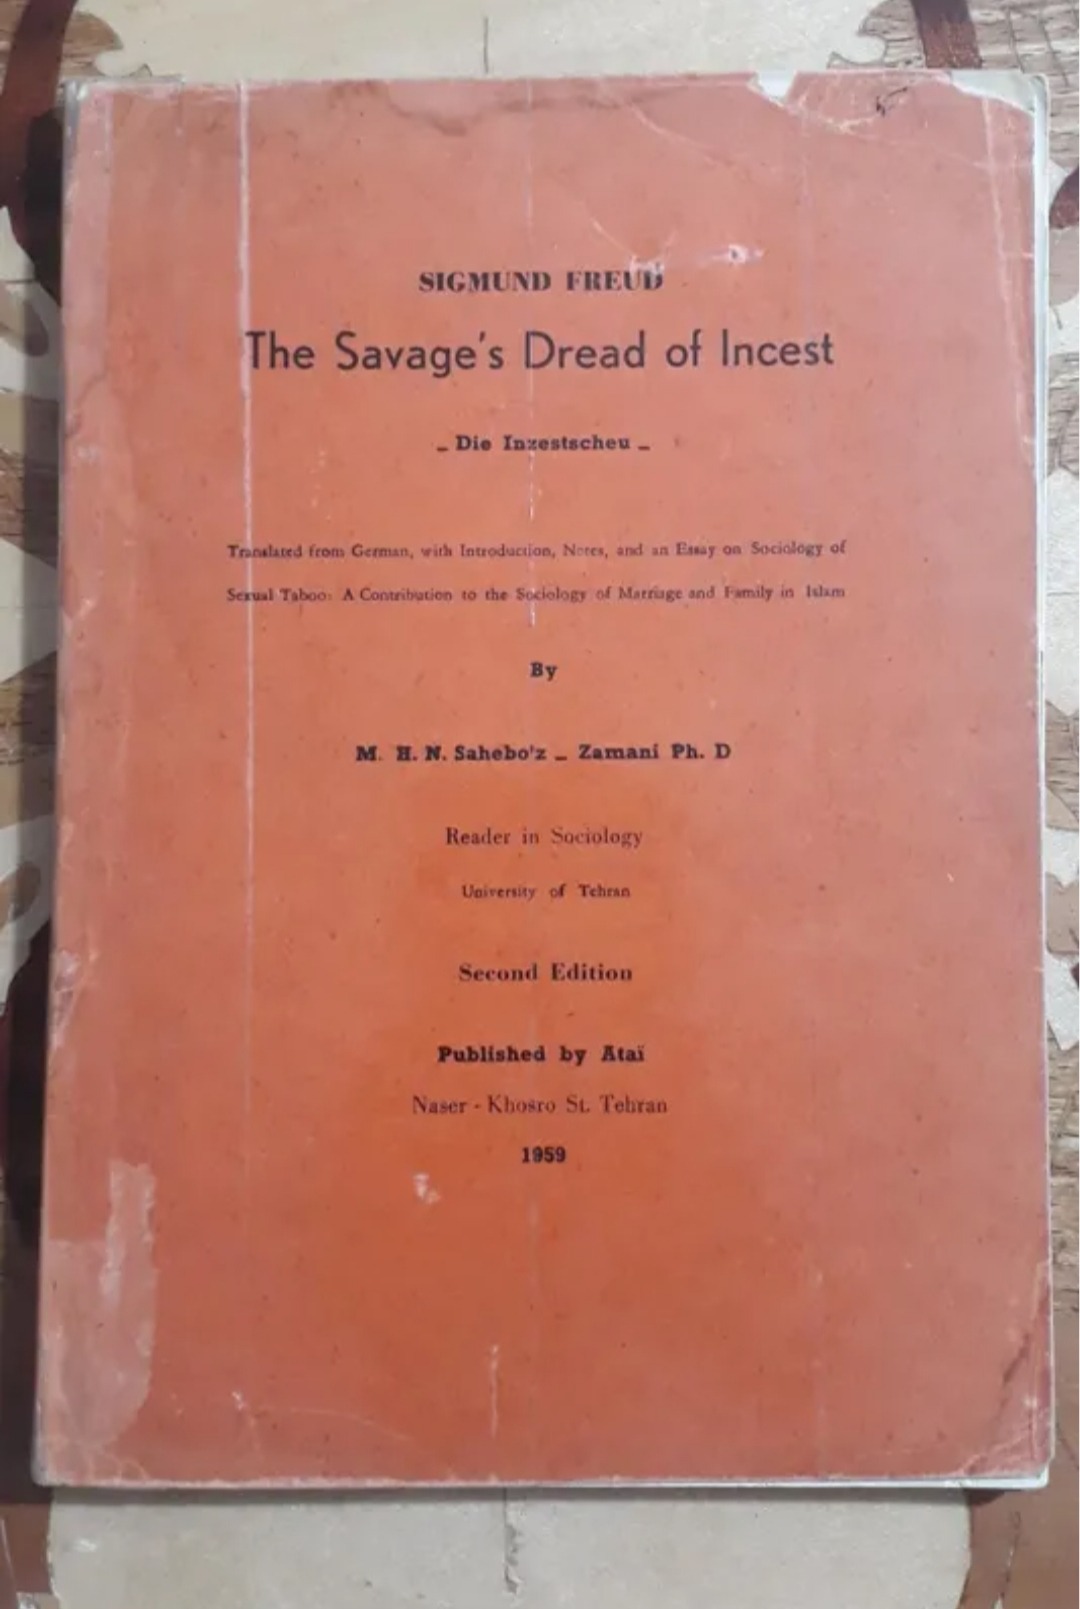 SIGMUND FREUD
The Savage's Dread of Incest
_ Die Inzestscheu _
Translated from German, with Introduction, Notes, and an Essay on Sociology of
Sexual Taboo: A Contribution to the Sociology of Marriage and Family in Islam
By
M. H. N. Sahebo'z _ Zamani Ph. D
Reader in Sociology
University of Tehran
Second Edition
Published by Ataï
Naser - Khosro St. Tehran
1959